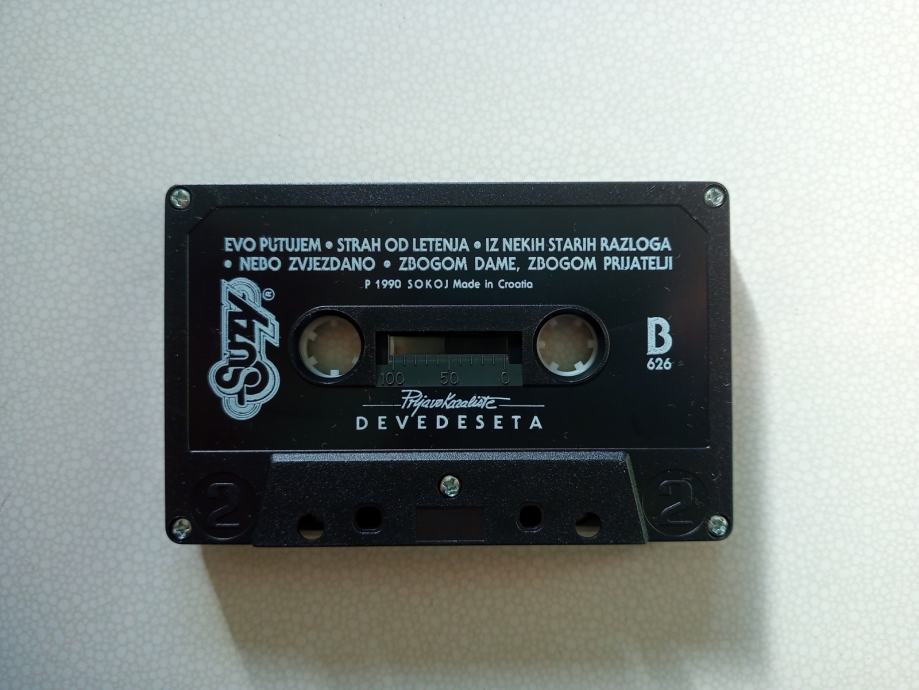 EVO PUTUJEM • STRAH OD LETENJA • IZ NEKIH STARIH RAZLOGA
• NEBO ZVJEZDANO • ZBOGOM DAME, ZBOGOM PRIJATELJI
P 1990 SOKOJ Made in Croatia
SUZY ®
B
626
100 50 0
Prljavo Kazalište
DEVEDESETA
2 2